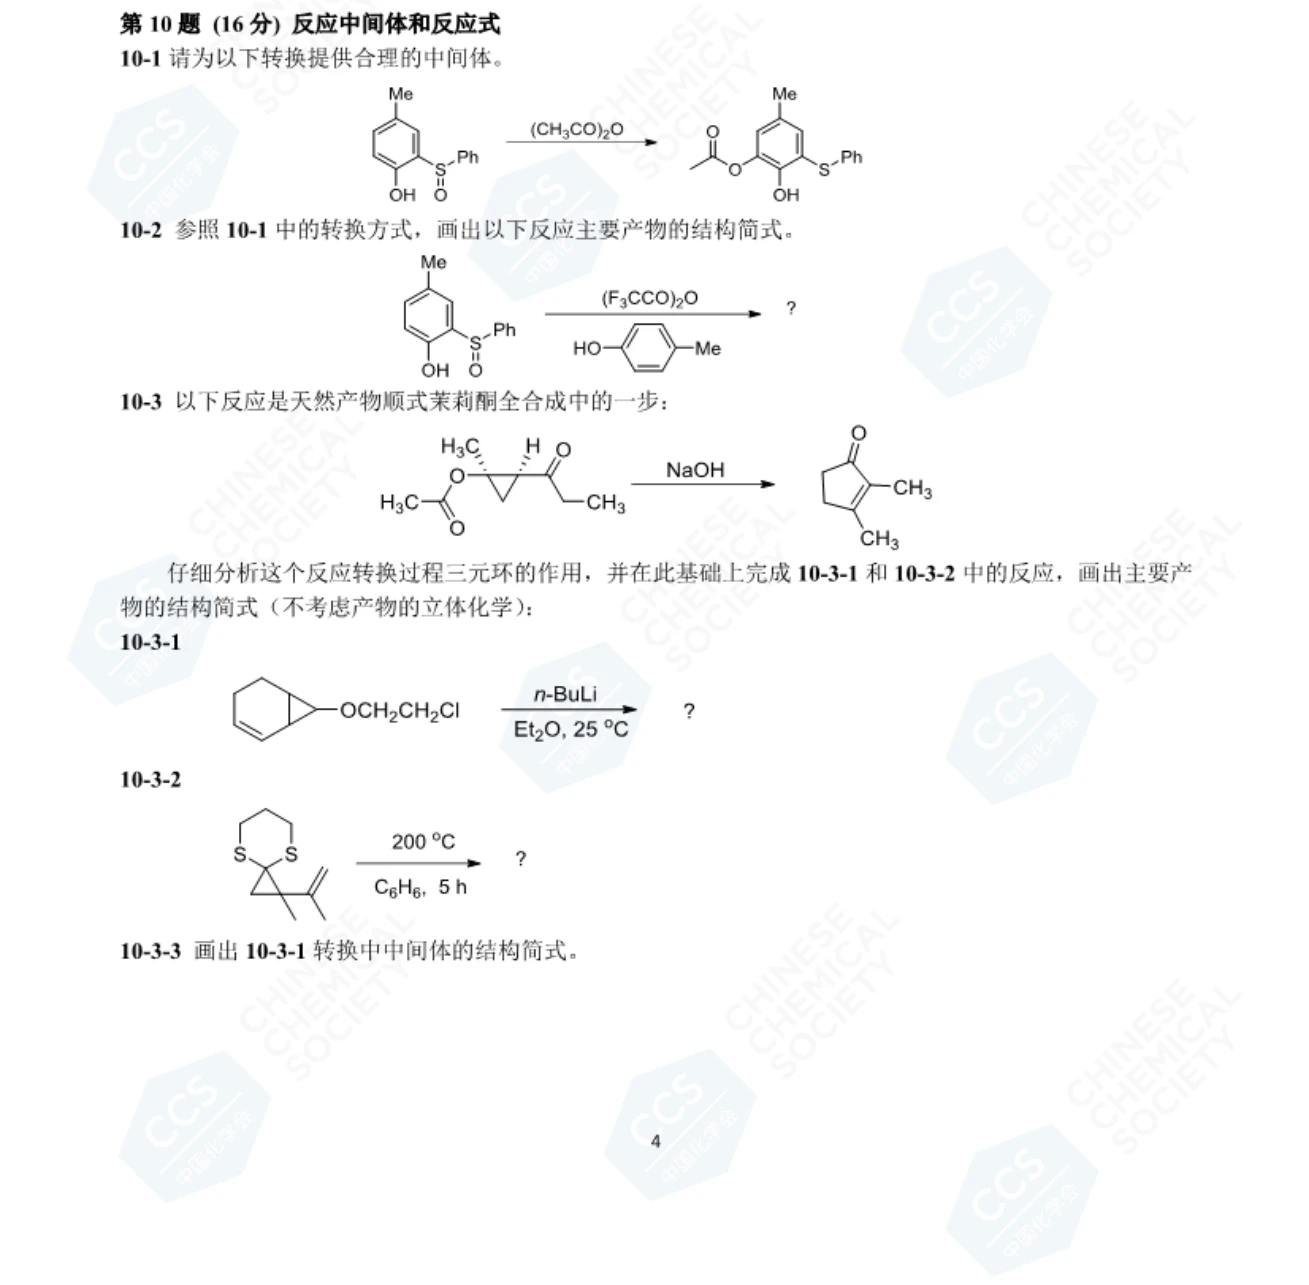 第 10 题 (16 分) 反应中间体和反应式
10-1 请为以下转换提供合理的中间体。
Me
OH
S
O
Ph
(CH₃CO)₂O
O
O
Me
OH
S
Ph
10-2 参照 10-1 中的转换方式，画出以下反应主要产物的结构简式。
Me
OH
S
O
Ph
(F₃CCO)₂O
HO
Me
?
10-3 以下反应是天然产物顺式茉莉酮全合成中的一步：
H₃C
H
O
O
H₃C
O
CH₃
NaOH
O
CH₃
CH₃
仔细分析这个反应转换过程三元环的作用，并在此基础上完成 10-3-1 和 10-3-2 中的反应，画出主要产
物的结构简式（不考虑产物的立体化学）：
10-3-1
OCH₂CH₂Cl
n-BuLi
Et₂O, 25 ℃
?
10-3-2
S
S
200 ℃
C₆H₆, 5 h
?
10-3-3 画出 10-3-1 转换中中间体的结构简式。
4
CCS
中国化学会
CHINESE
CHEMICAL
SOCIETY